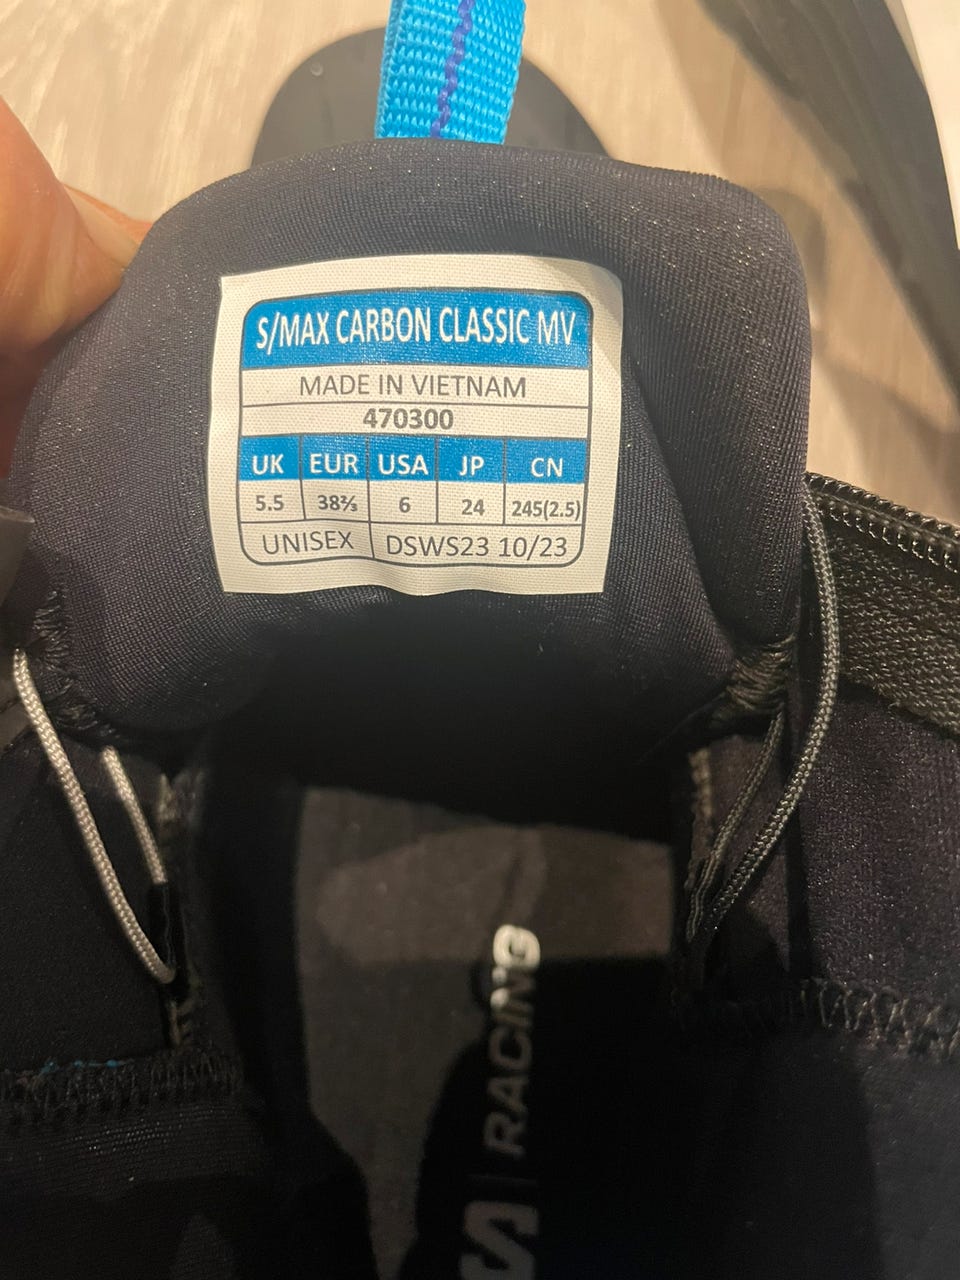 S/MAX CARBON CLASSIC MV
MADE IN VIETNAM
470300
UK EUR USA JP CN
5.5 38⅔ 6 24 245(2.5)
UNISEX DSWS23 10/23
RACING